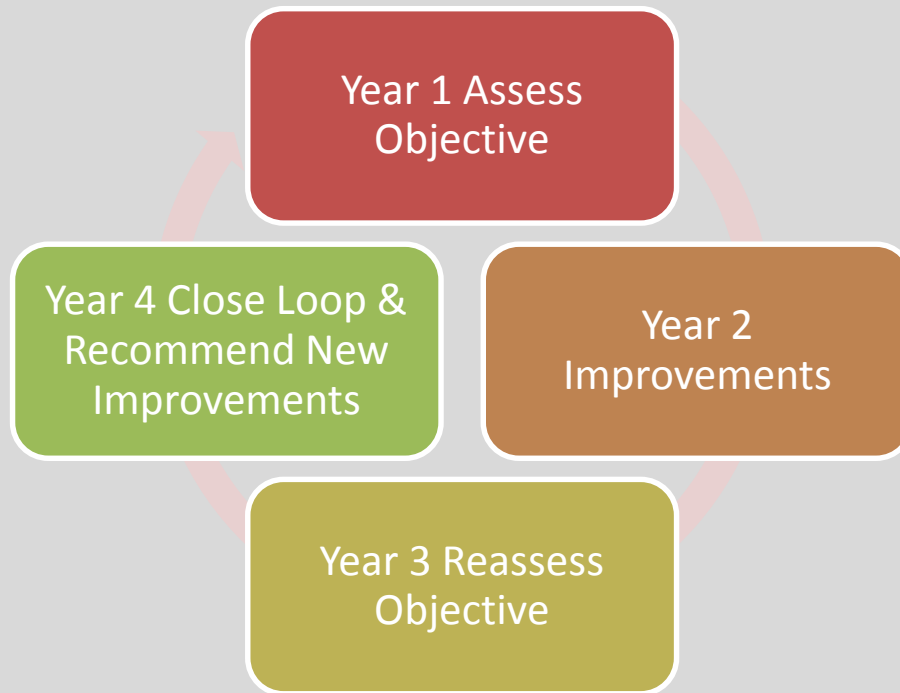 Year 1 Assess
Objective
Year 2
Improvements
Year 3 Reassess
Objective
Year 4 Close Loop &
Recommend New
Improvements